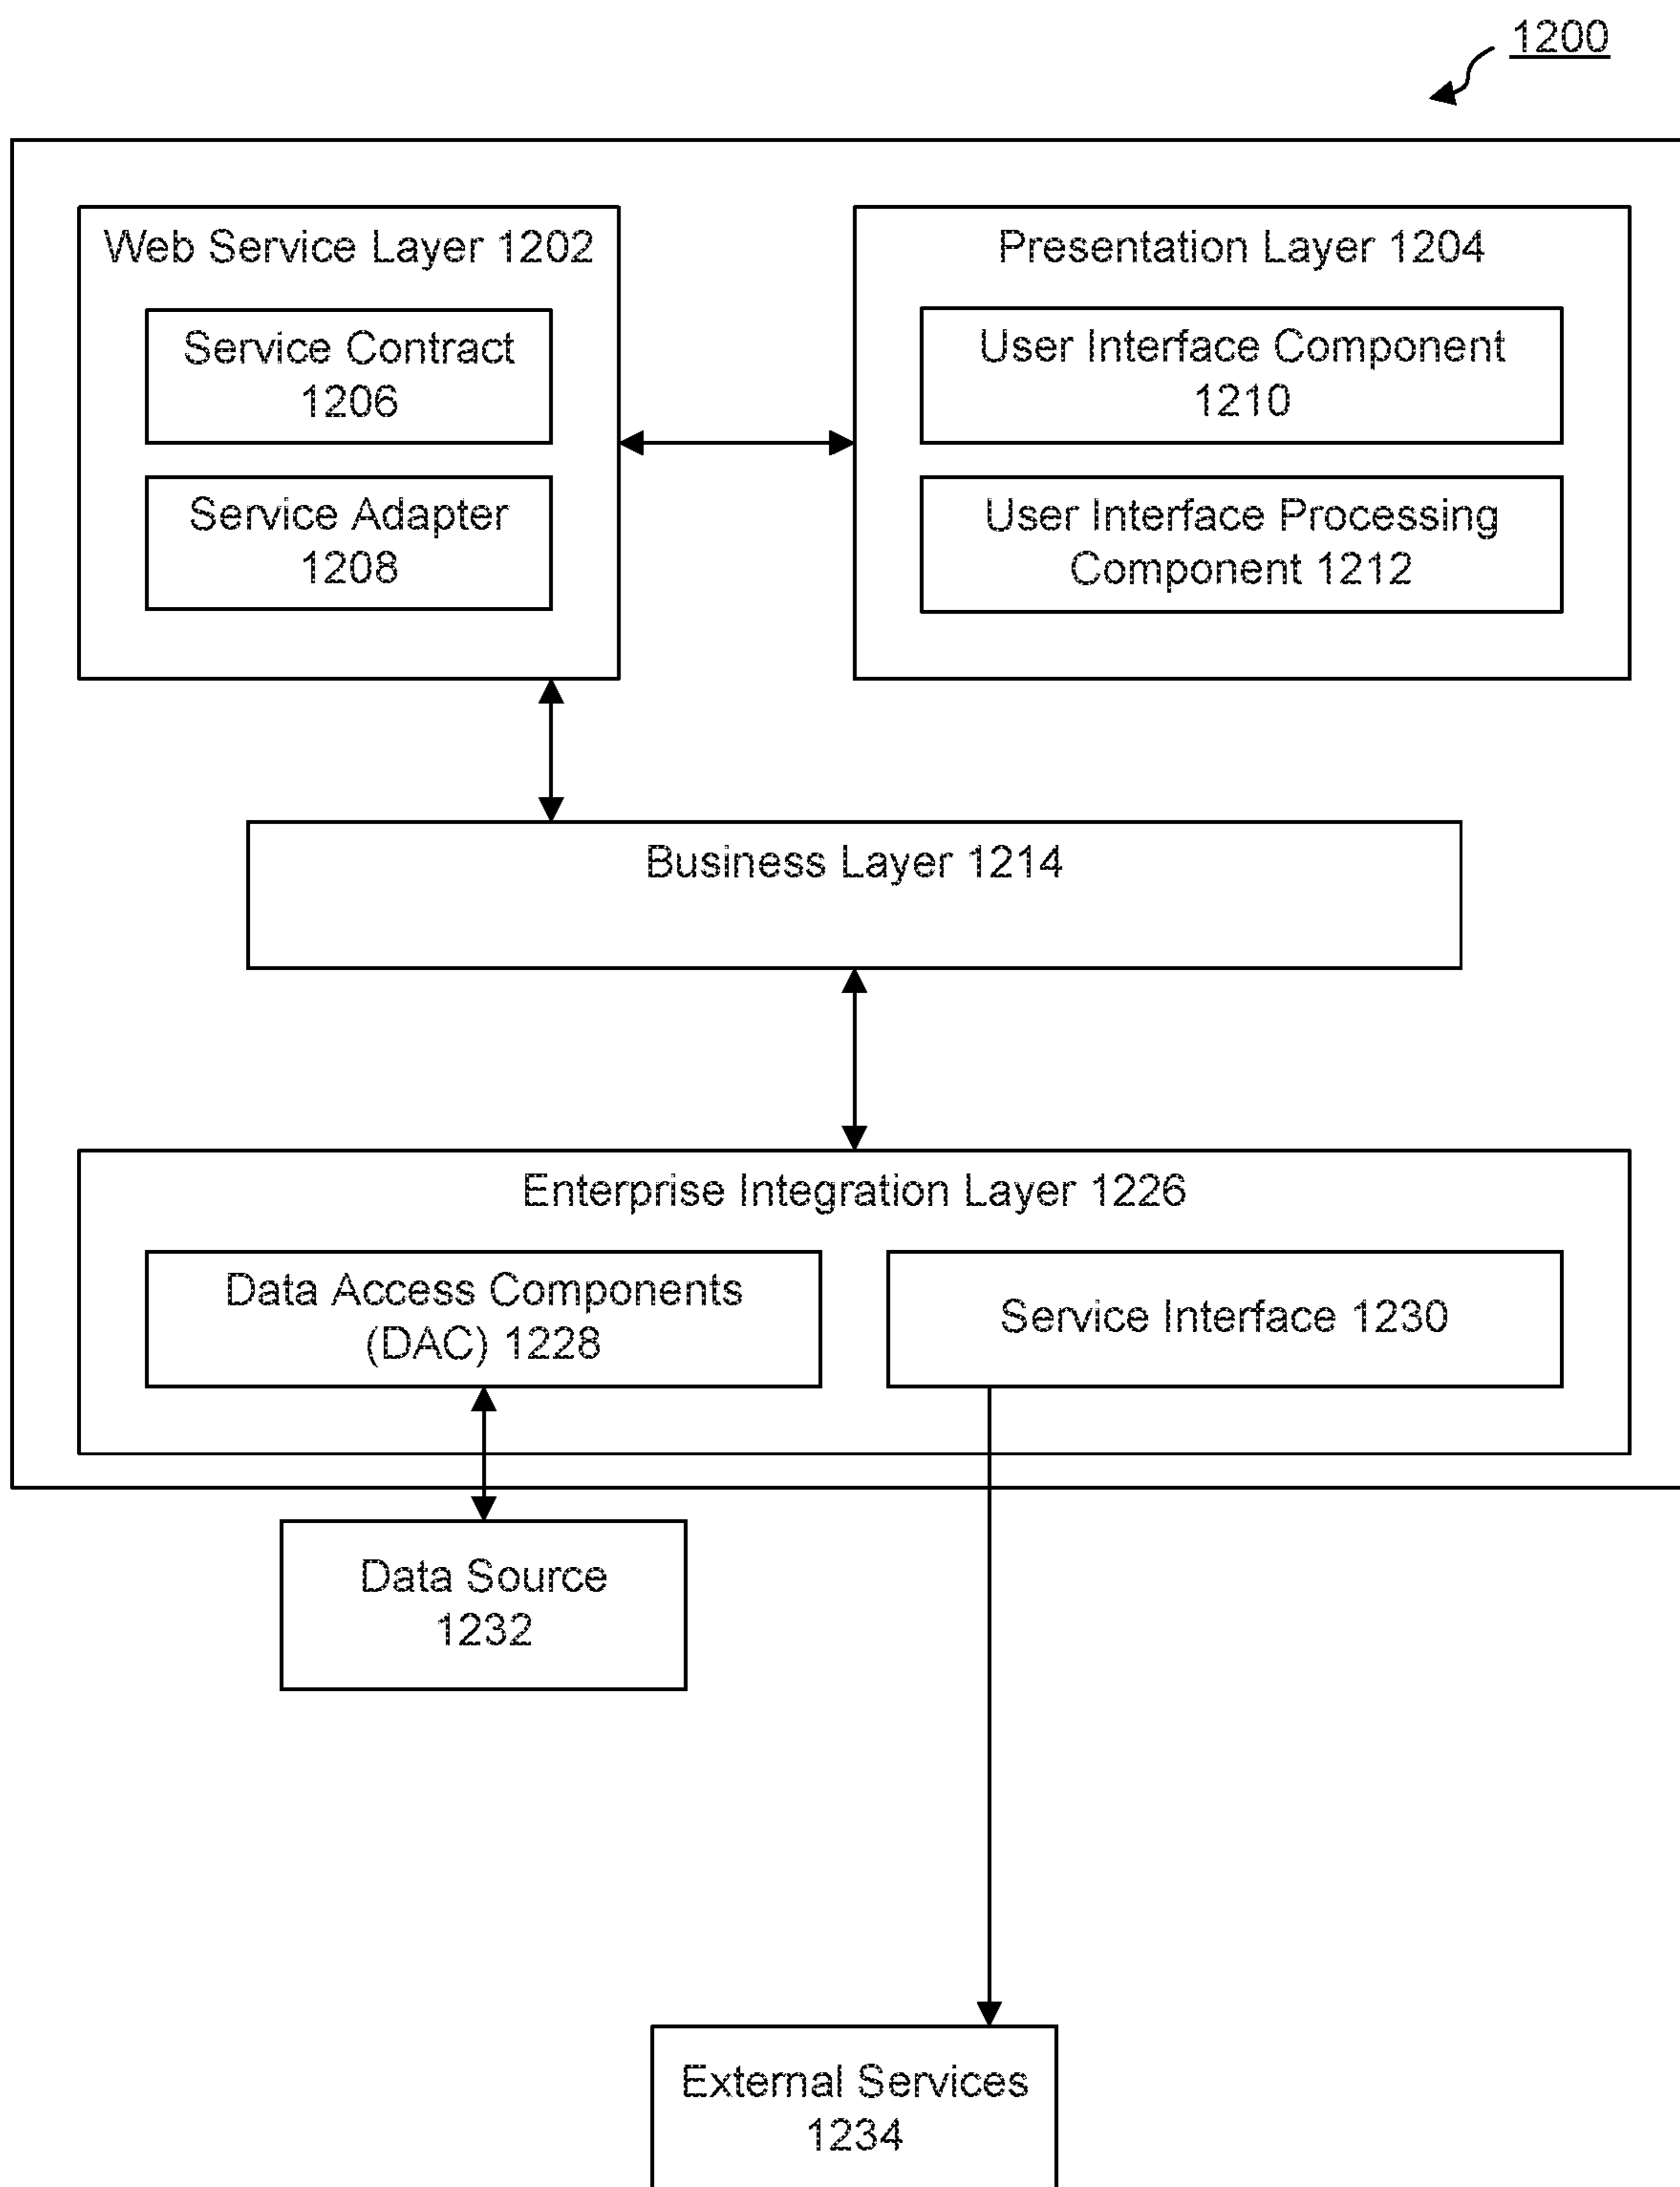 1200
Web Service Layer 1202
Service Contract
1206
Service Adapter
1208
Presentation Layer 1204
User Interface Component
1210
User Interface Processing
Component 1212
Business Layer 1214
Enterprise Integration Layer 1226
Data Access Components
(DAC) 1228
Service Interface 1230
Data Source
1232
External Services
1234